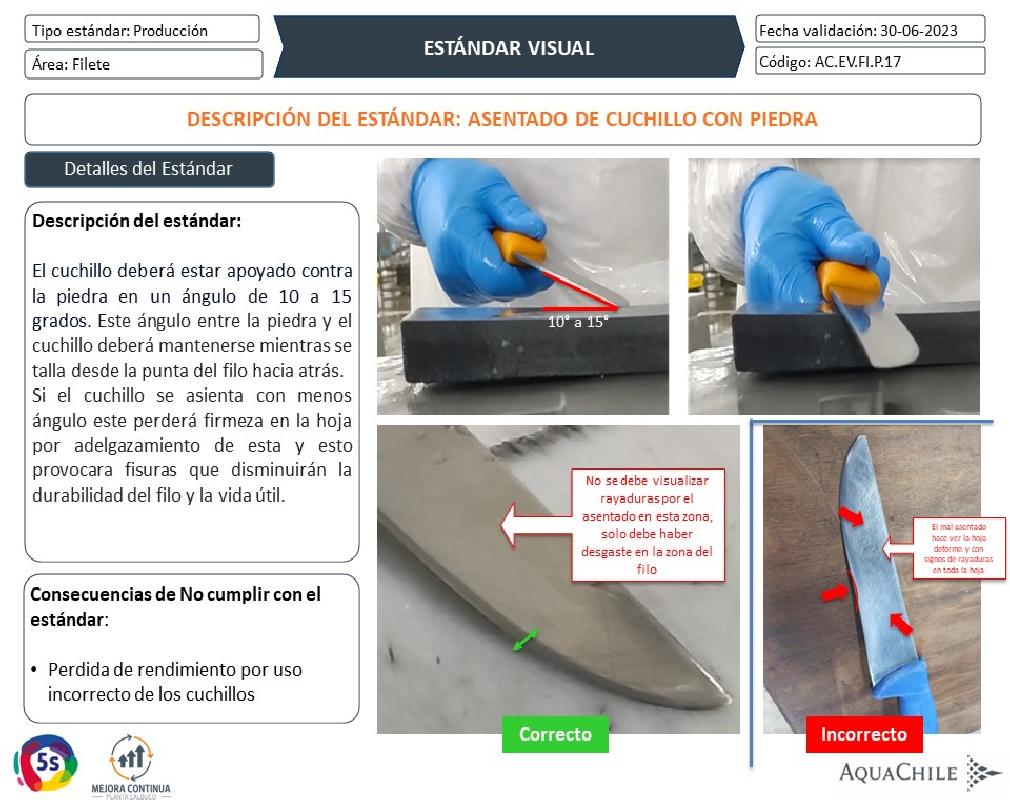 Tipo estándar: Producción
Área: Filete
ESTÁNDAR VISUAL
Fecha validación: 30-06-2023
Código: AC.EV.FI.P.17
DESCRIPCIÓN DEL ESTÁNDAR: ASENTADO DE CUCHILLO CON PIEDRA
Detalles del Estándar
Descripción del estándar:
El cuchillo deberá estar apoyado contra
la piedra en un ángulo de 10 a 15
grados. Este ángulo entre la piedra y el
cuchillo deberá mantenerse mientras se
talla desde la punta del filo hacia atrás.
Si el cuchillo se asienta con menos
ángulo este perderá firmeza en la hoja
por adelgazamiento de esta y esto
provocara fisuras que disminuirán la
durabilidad del filo y la vida útil.
Consecuencias de No cumplir con el
estándar:
• Perdida de rendimiento por uso
incorrecto de los cuchillos
10° a 15°
No se debe visualizar
rayaduras por el
asentado en esta zona,
solo debe haber
desgaste en la zona del
filo
El mal asentado
hace ver la hoja
deforme y con
signos de rayaduras
en toda la hoja
Correcto
Incorrecto
5S
MEJORA CONTINUA
PLANTA CALBUCO
AQUACHILE